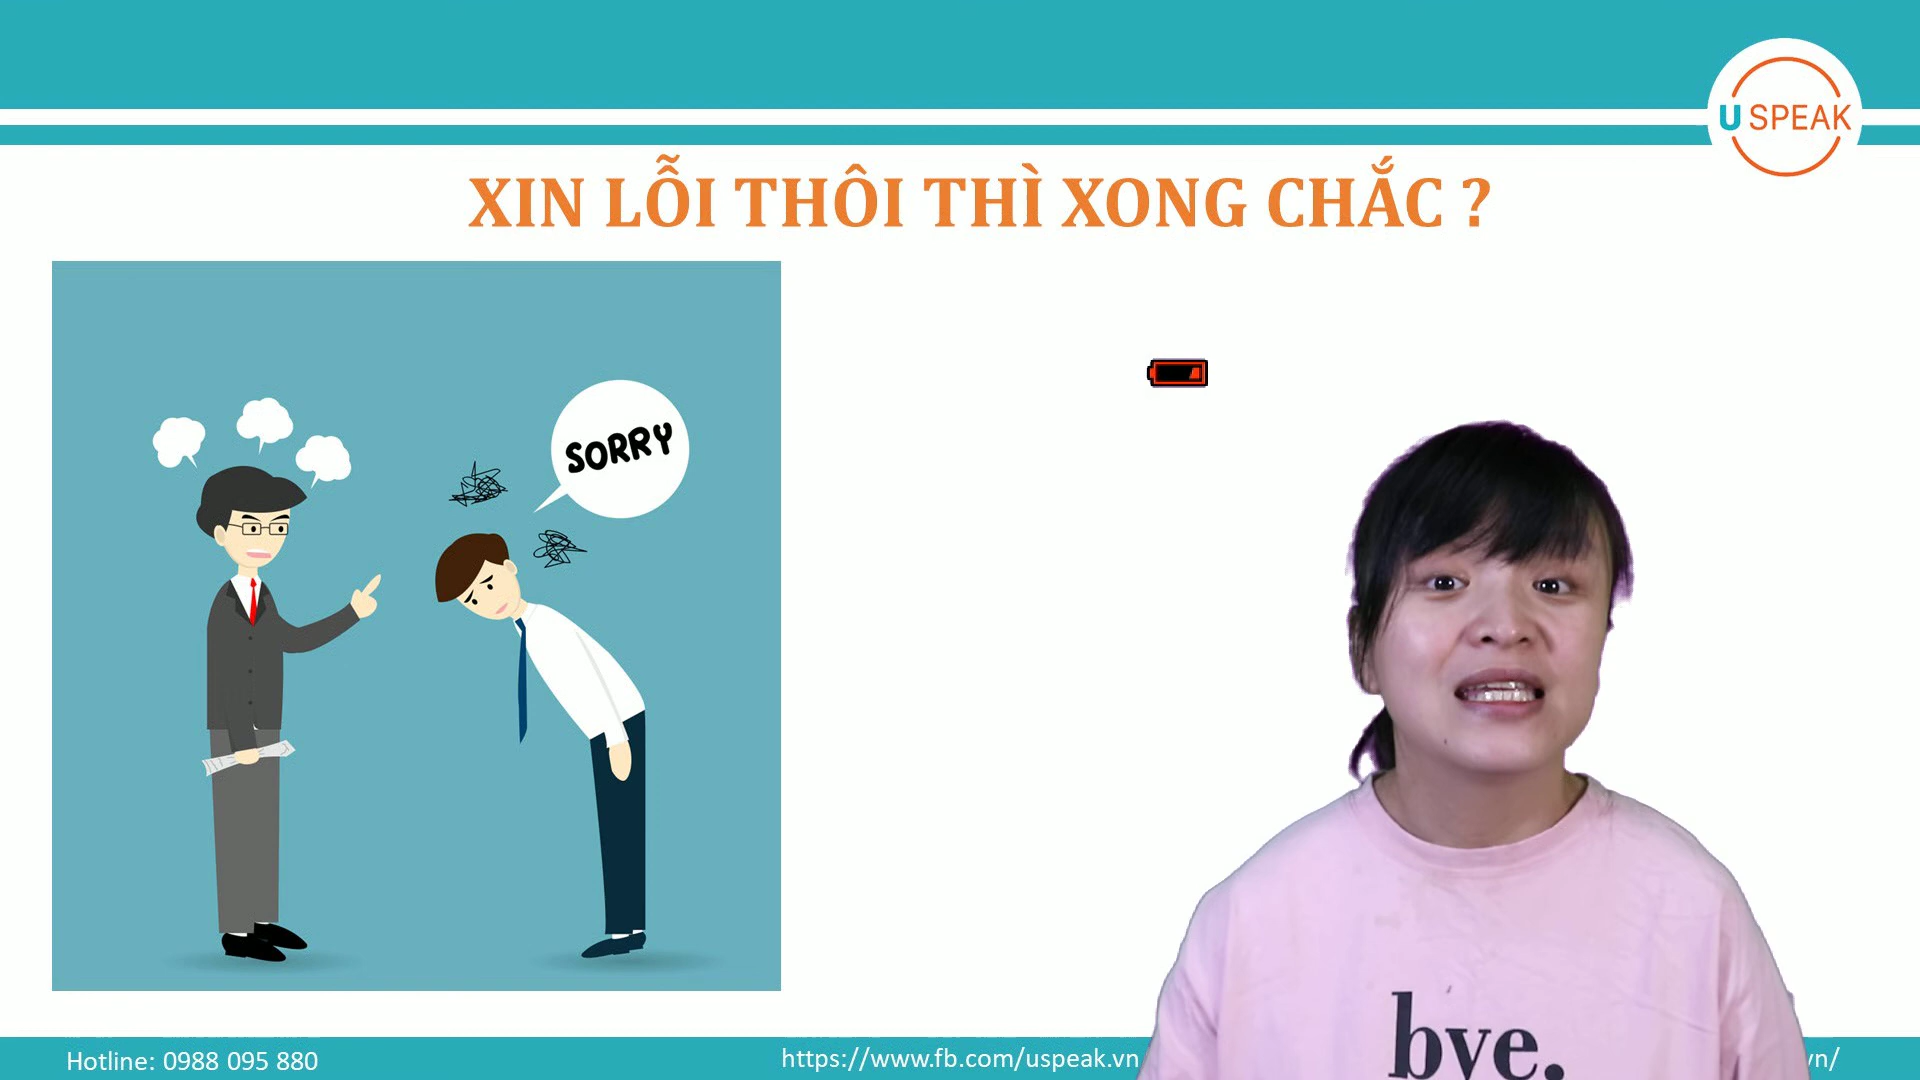 U SPEAK
XIN LỖI THÔI THÌ XONG CHẮC ?
SORRY
bye.
Hotline: 0988 095 880
https://www.fb.com/uspeak.vn
vn/